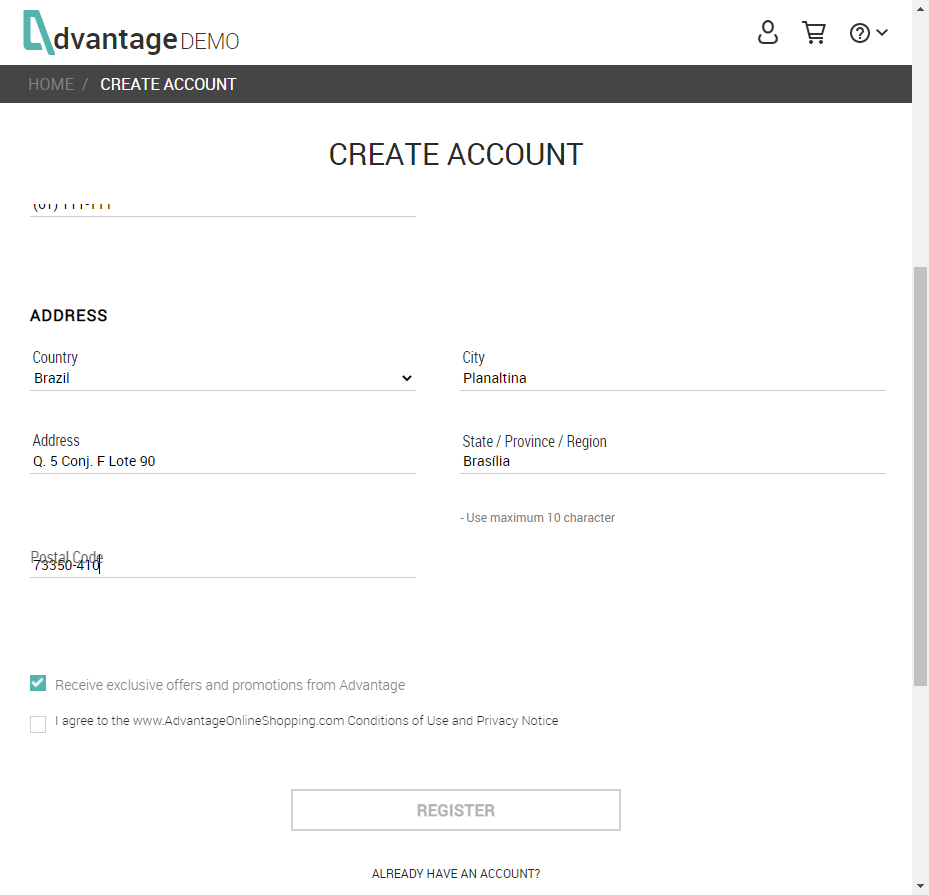 dvantage DEMO
HOME / CREATE ACCOUNT
CREATE ACCOUNT
(61) 111-111
ADDRESS
Country
City
Brazil
Planaltina
Address
State / Province / Region
Q. 5 Conj. F Lote 90
Brasília
- Use maximum 10 character
Postal Code
73350-410
Receive exclusive offers and promotions from Advantage
I agree to the www.AdvantageOnlineShopping.com Conditions of Use and Privacy Notice
REGISTER
ALREADY HAVE AN ACCOUNT?